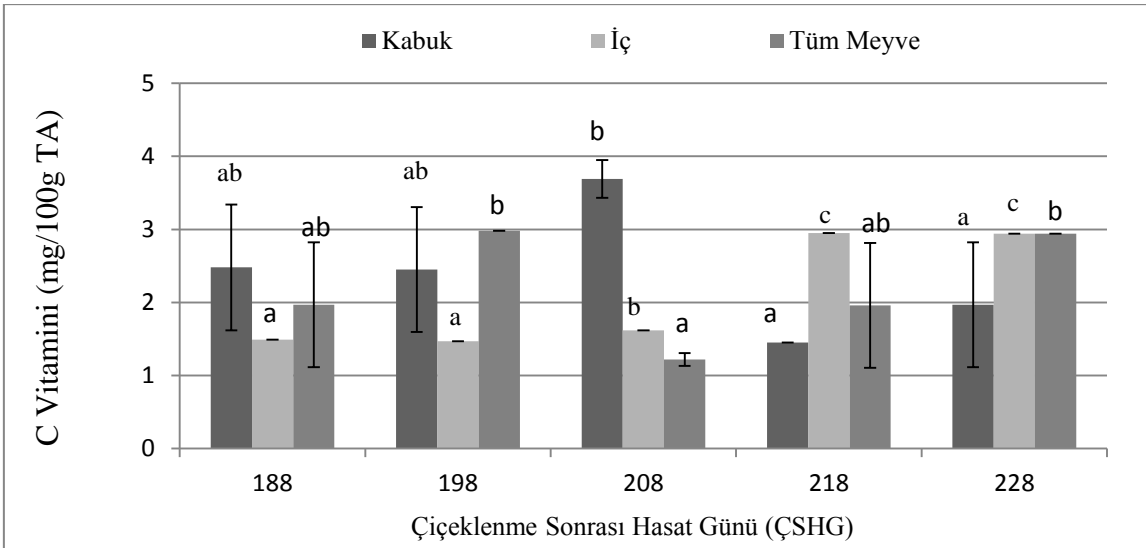 Kabuk İç Tüm Meyve
C Vitamini (mg/100g TA)
5
4
3
2
1
0
ab a ab
ab a b
b b a
a c ab
a c b
188 198 208 218 228
Çiçeklenme Sonrası Hasat Günü (ÇSHG)